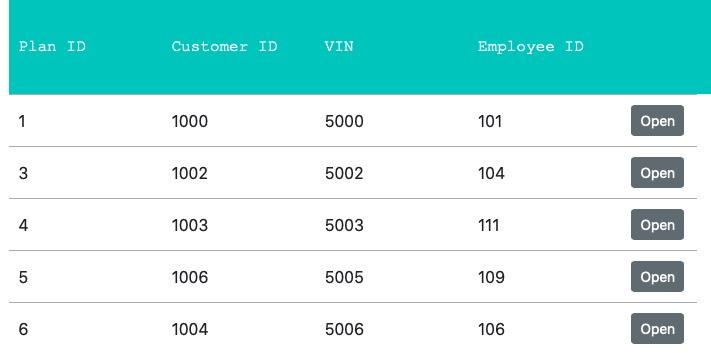 Plan ID Customer ID VIN Employee ID
1 1000 5000 101 Open
3 1002 5002 104 Open
4 1003 5003 111 Open
5 1006 5005 109 Open
6 1004 5006 106 Open